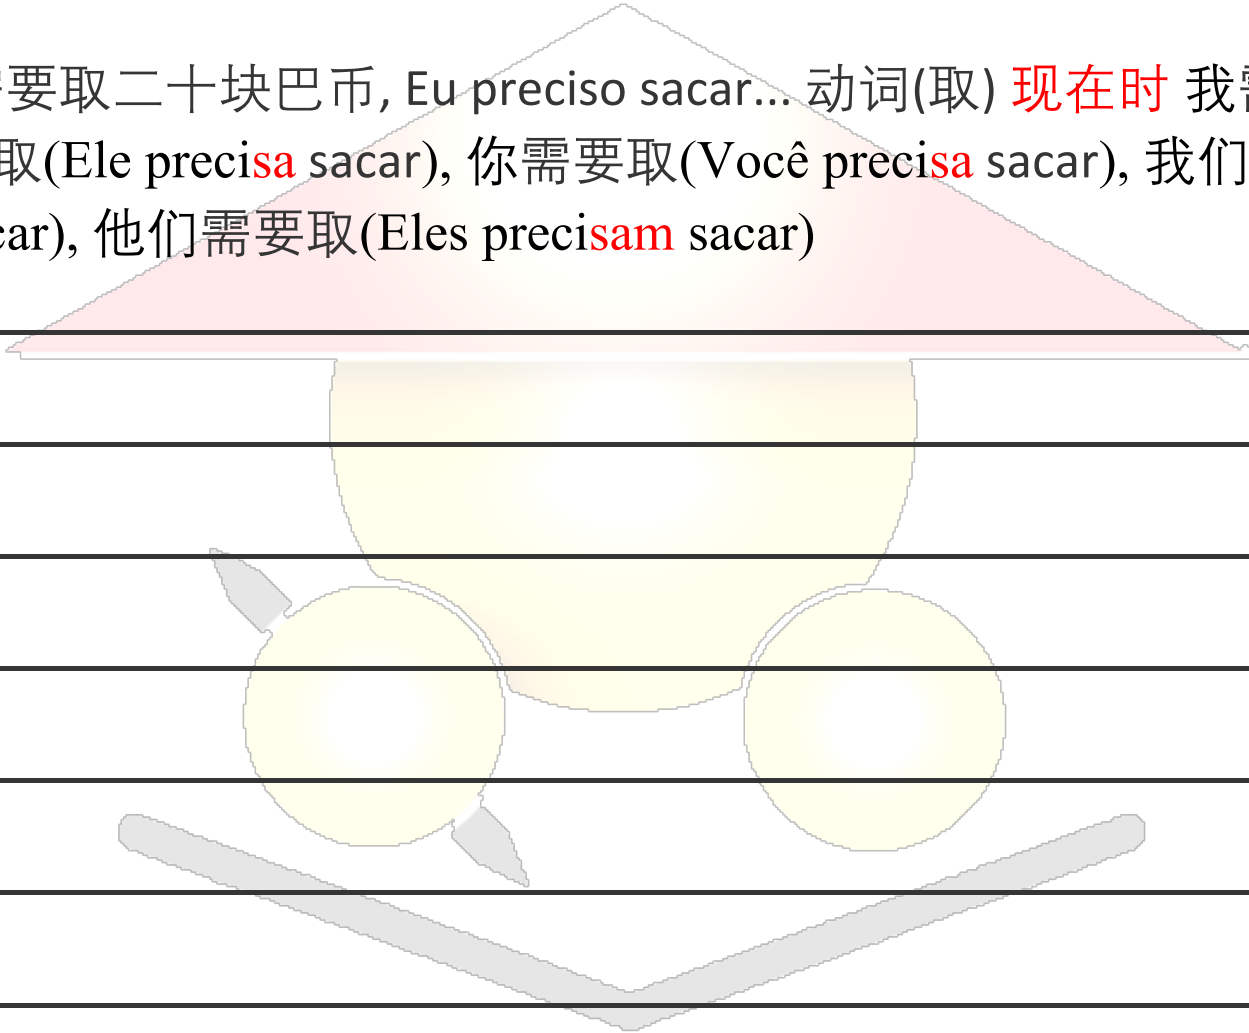 要取二十块巴币, Eu preciso sacar... 动词(取) 现在时 我
取(Ele precisa sacar), 你需要取(Você precisa sacar), 我们
car), 他们需要取(Eles precisam sacar)